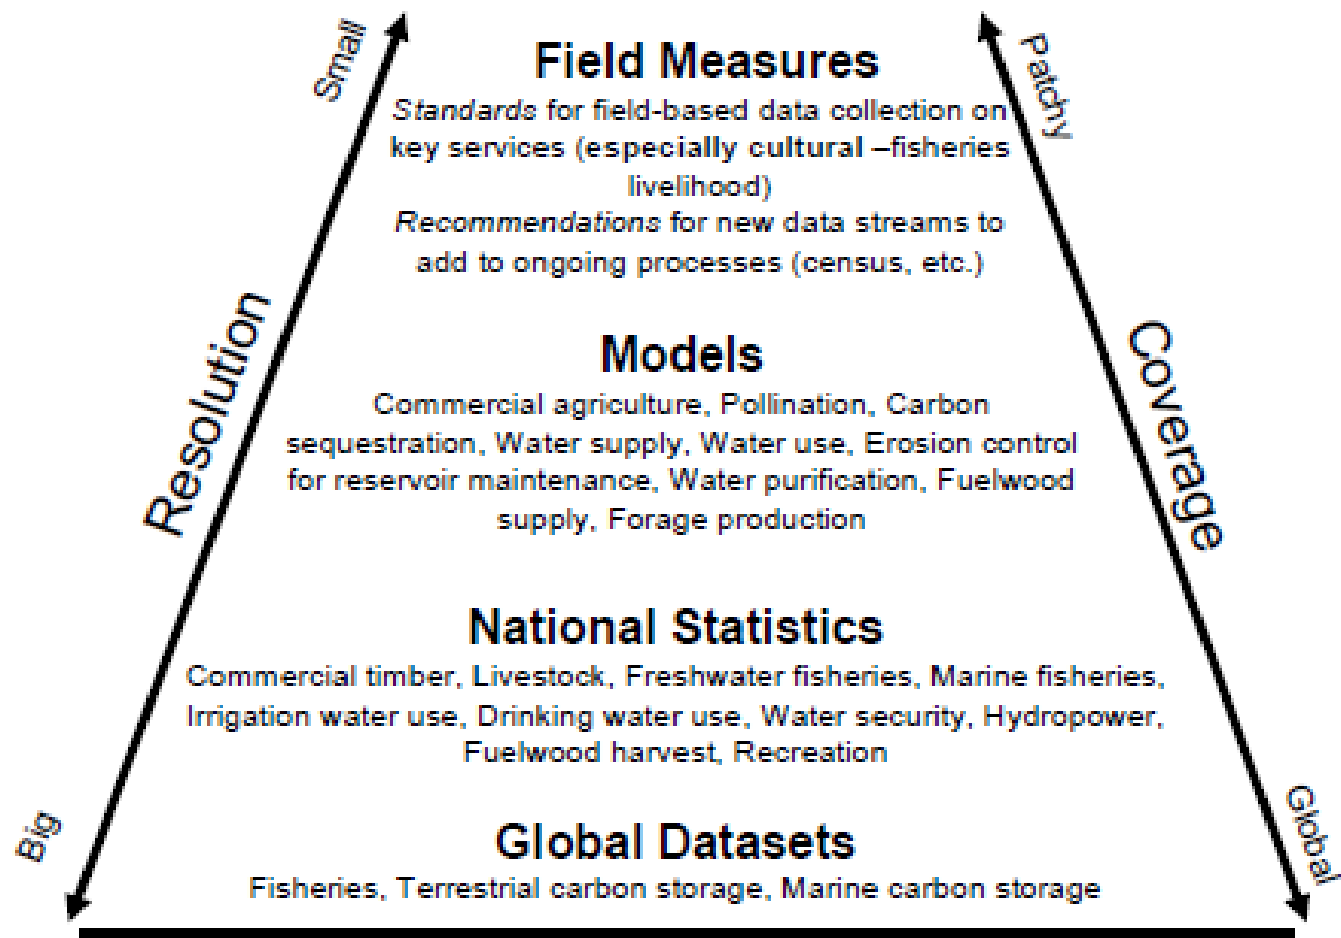 Small
Patchy
Field Measures
Standards for field-based data collection on
key services (especially cultural –fisheries
livelihood)
Recommendations for new data streams to
add to ongoing processes (census, etc.)
Resolution
Coverage
Models
Commercial agriculture, Pollination, Carbon
sequestration, Water supply, Water use, Erosion control
for reservoir maintenance, Water purification, Fuelwood
supply, Forage production
National Statistics
Commercial timber, Livestock, Freshwater fisheries, Marine fisheries,
Irrigation water use, Drinking water use, Water security, Hydropower,
Fuelwood harvest, Recreation
Big
Global
Global Datasets
Fisheries, Terrestrial carbon storage, Marine carbon storage